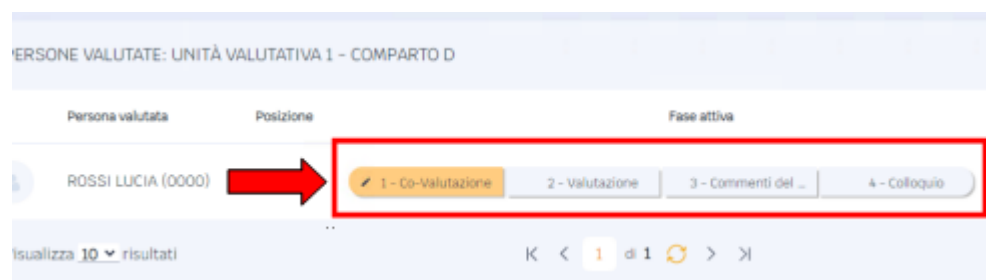 ERSONE VALUTATE: UNITÀ VALUTATIVA 1 - COMPARTO D
Persona valutata Posizione Fase attiva
ROSSI LUCIA (0000) 1 - Co-Valutazione 2 - Valutazione 3 - Commenti del ... 4 - Colloquio
isualizza 10 risultati 1 di 1